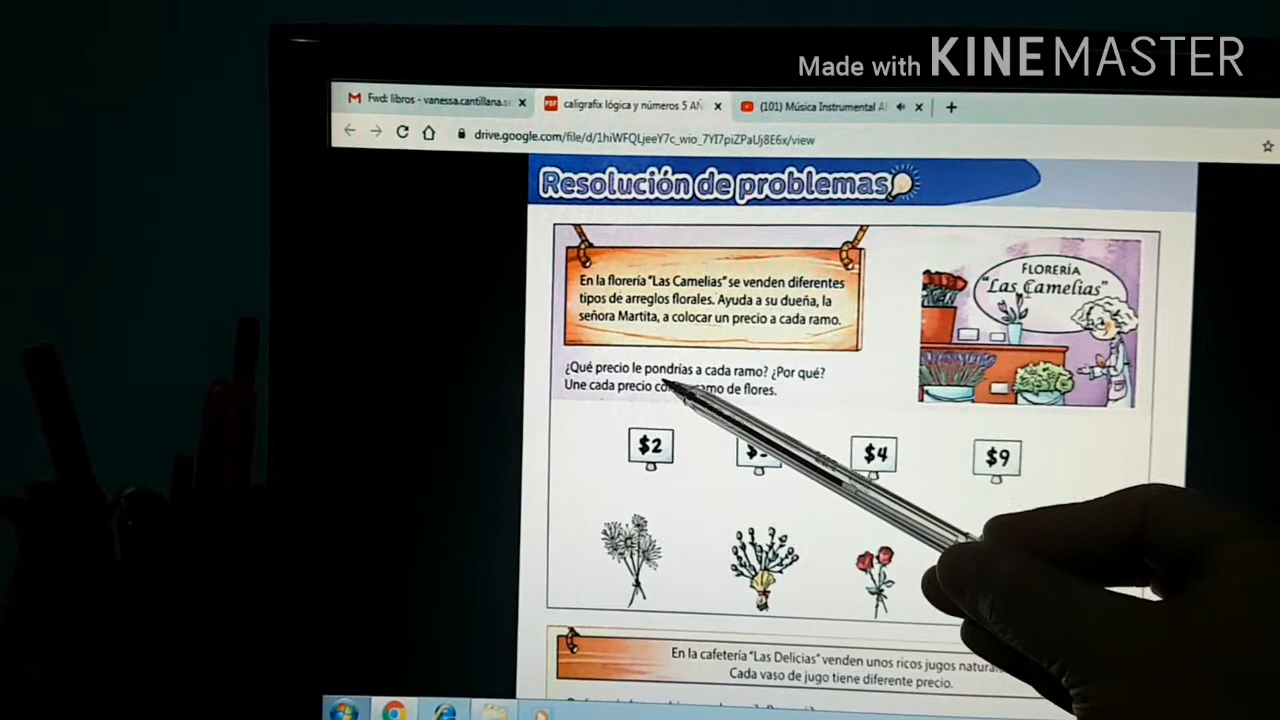 Made with KINEMASTER
Fwd: libros - vanessa.cantillana.s
caligrafix lógica y números 5 AÑ
(101) Música Instrumental A
drive.google.com/file/d/1hiWFQLjeeY7c_wio_7YI7piZPaUj8E6x/view
Resolución de problemas
En la florería "Las Camelias" se venden diferentes
tipos de arreglos florales. Ayuda a su dueña, la
señora Martita, a colocar un precio a cada ramo.
FLORERÍA
"Las Camelias"
¿Qué precio le pondrías a cada ramo? ¿Por qué?
Une cada precio ramo de flores.
$2
$4
$9
En la cafetería "Las Delicias" venden unos ricos jugos
Cada vaso de jugo tiene diferente precio.